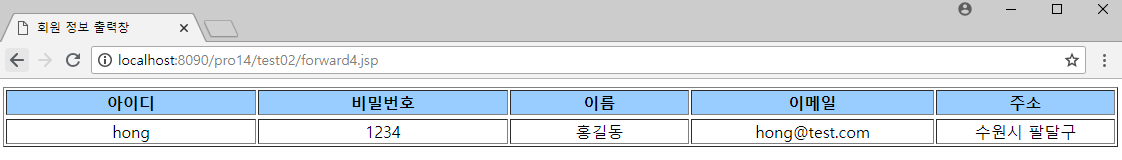 회원 정보 출력창
localhost:8090/pro14/test02/forward4.jsp
아이디 비밀번호 이름 이메일 주소
hong 1234 홍길동 hong@test.com 수원시 팔달구